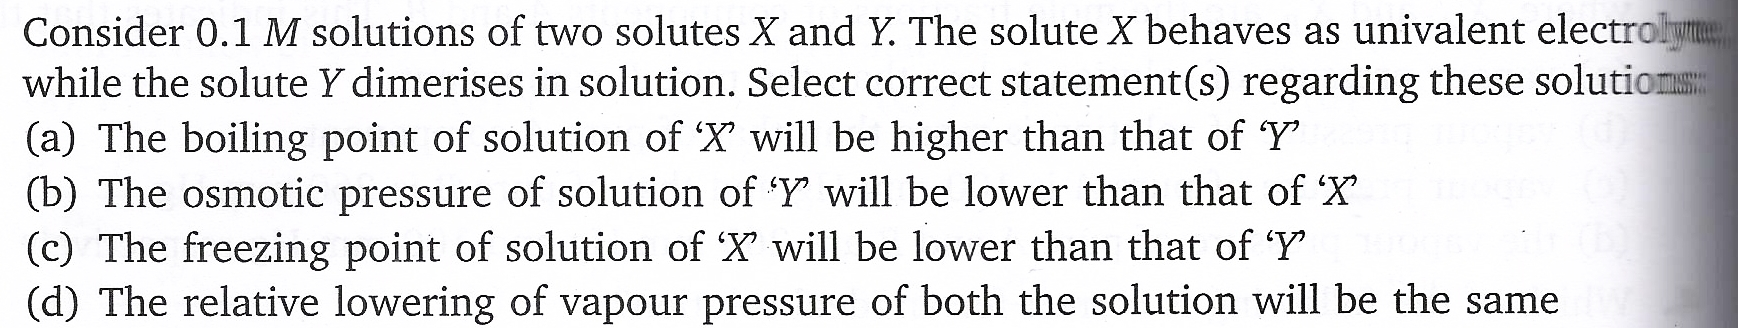 Consider 0.1 M solutions of two solutes X and Y. The solute X behaves as univalent electrolyte,
while the solute Y dimerises in solution. Select correct statement(s) regarding these solutions:
(a) The boiling point of solution of ‘X’ will be higher than that of ‘Y’
(b) The osmotic pressure of solution of ‘Y’ will be lower than that of ‘X’
(c) The freezing point of solution of ‘X’ will be lower than that of ‘Y’
(d) The relative lowering of vapour pressure of both the solution will be the same